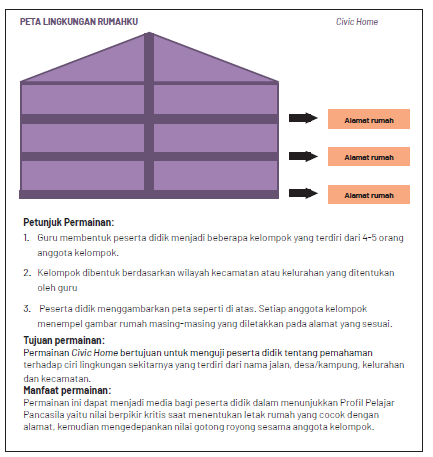 PETA LINGKUNGAN RUMAHKU
Civic Home
Alamat rumah
Alamat rumah
Alamat rumah
Petunjuk Permainan:
1. Guru membentuk peserta didik menjadi beberapa kelompok yang terdiri dari 4-5 orang
anggota kelompok.
2. Kelompok dibentuk berdasarkan wilayah kecamatan atau kelurahan yang ditentukan
oleh guru
3. Peserta didik menggambarkan peta seperti di atas. Setiap anggota kelompok
menempel gambar rumah masing-masing yang diletakkan pada alamat yang sesuai.
Tujuan permainan:
Permainan Civic Home bertujuan untuk menguji peserta didik tentang pemahaman
terhadap ciri lingkungan sekitarnya yang terdiri dari nama jalan, desa/kampung, kelurahan
dan kecamatan.
Manfaat permainan:
Permainan ini dapat menjadi media bagi peserta didik dalam menunjukkan Profil Pelajar
Pancasila yaitu nilai berpikir kritis saat menentukan letak rumah yang cocok dengan
alamat, kemudian mengedepankan nilai gotong royong sesama anggota kelompok.